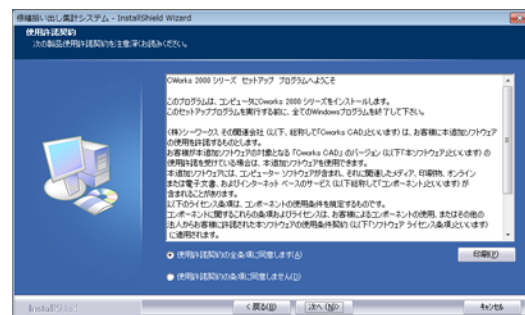 修繕拾い出し集計システム - InstallShield Wizard
使用許諾契約
次の製品使用許諾契約を注意深くお読みください。
CWorks 2000 シリーズ セットアップ プログラムへようこそ
このプログラムは、コンピュータにCworks 2000 シリーズをインストールします。
このセットアッププログラムを実行する前に、全てのWindowsプログラムを終了して下さい。
(株)シーワークス その関連会社 (以下、総称して「Cworks CAD」といいます) は、お客様に本追加ソフトウェア
の使用を許諾するものとします。
お客様が本追加ソフトウェアの対象となる 「Cworks CAD」 のバージョン (以下「本ソフトウェア」といいます) の
使用許諾を受けている場合は、本追加ソフトウェアを使用できます。
本追加ソフトウェアには、コンピューター ソフトウェアが含まれ、それに関連したメディア、印刷物、オンライン
または電子文書、およびインターネット ベースのサービス (以下総称して「コンポーネント」といいます) が
含まれることがあります。
以下のライセンス条項は、コンポーネントの使用条件を規定するものです。
コンポーネントに関するこれらの条項およびライセンスは、お客様によるコンポーネントの使用、またはその他の
法人からお客様に許諾された本ソフトウェアの使用条件契約 (以下「ソフトウェア ライセンス条項」といいます)
に適用されます。
使用許諾契約の全条項に同意します(A)
印刷(P)
使用許諾契約の条項に同意しません(D)
InstallShield
< 戻る(B)
次へ (N)>
キャンセル